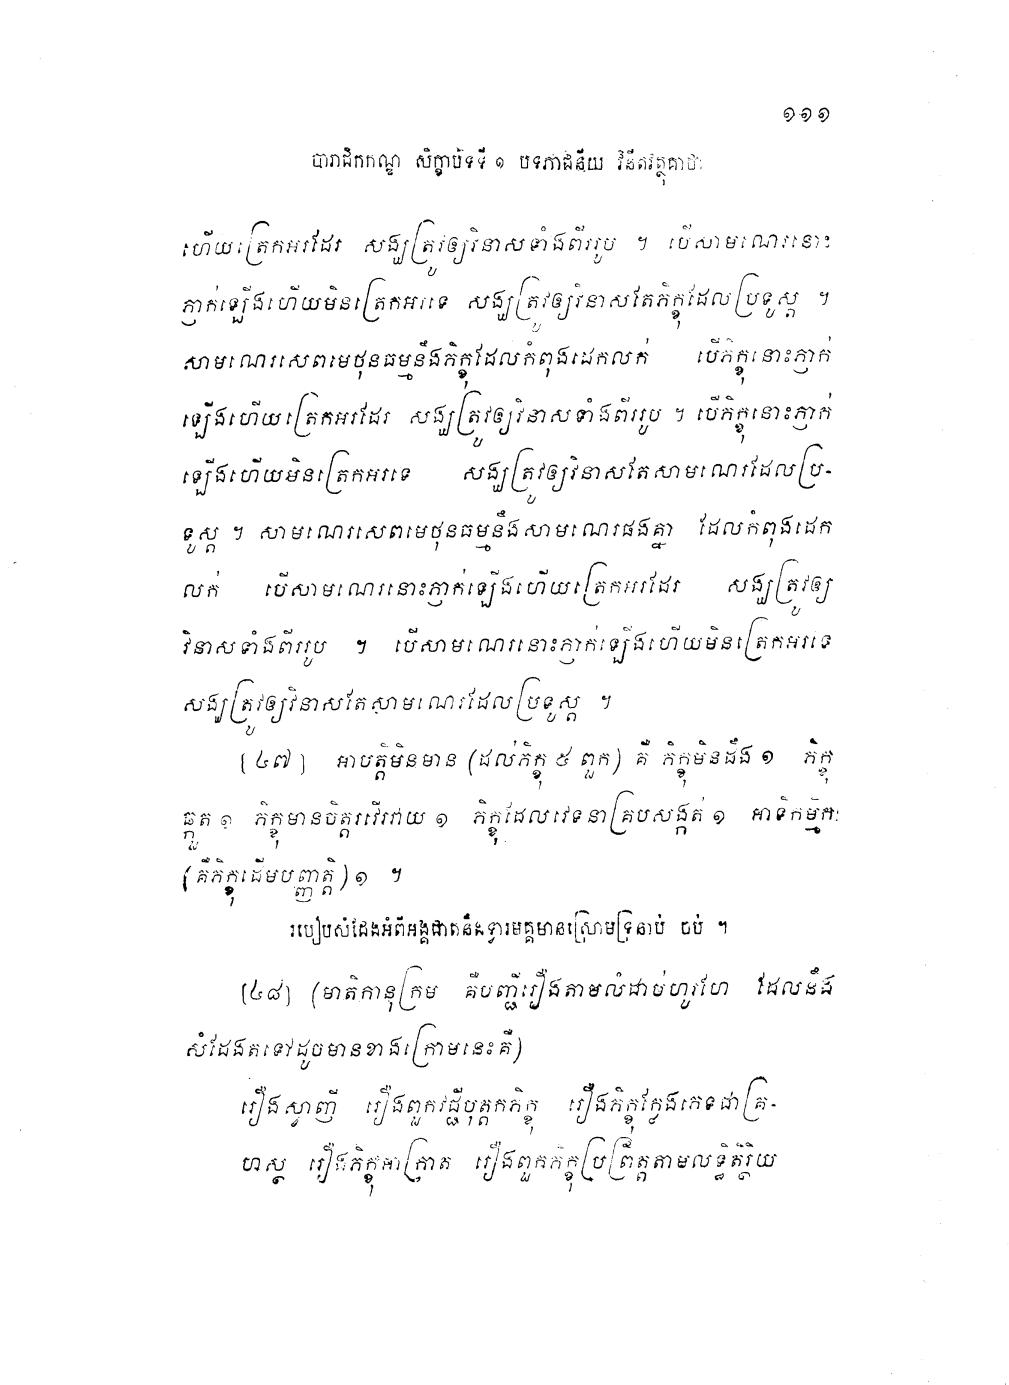 ១១១
បារាជិកកណ្ឌ សិក្ខាបទទី ១ បទភាជនីយ វិនីតវត្ថុគាថា
ហើយត្រេកអរដែរ សង្ឃត្រូវឲ្យវិនាសទាំងពីររូប ។ បើសាមណេរនោះ
ភ្ញាក់ឡើងហើយមិនត្រេកអរទេ សង្ឃត្រូវឲ្យវិនាសតែភិក្ខុដែលប្រទូស្ត ។
សាមណេរសេពមេថុនធម្មនឹងភិក្ខុដែលកំពុងដេកលក់ បើភិក្ខុនោះភ្ញាក់
ឡើងហើយត្រេកអរដែរ សង្ឃត្រូវឲ្យវិនាសទាំងពីររូប ។ បើភិក្ខុនោះភ្ញាក់
ឡើងហើយមិនត្រេកអរទេ សង្ឃត្រូវឲ្យវិនាសតែសាមណេរដែលប្រ-
ទូស្ត ។ សាមណេរសេពមេថុនធម្មនឹងសាមណេរផងគ្នា ដែលកំពុងដេក
លក់ បើសាមណេរនោះភ្ញាក់ឡើងហើយត្រេកអរដែរ សង្ឃត្រូវឲ្យ
វិនាសទាំងពីររូប ។ បើសាមណេរនោះភ្ញាក់ឡើងហើយមិនត្រេកអរទេ
សង្ឃត្រូវឲ្យវិនាសតែសាមណេរដែលប្រទូស្ត ។
[៤៧] អាបត្តិមិនមាន (ដល់ភិក្ខុ ៥ ពួក) គឺ ភិក្ខុមិនដឹង ១ ភិក្ខុ
ឆ្កួត ១ ភិក្ខុមានចិត្តរវើរវាយ ១ ភិក្ខុដែលវេទនាគ្របសង្កត់ ១ អាទិកម្មិកៈ
(គឺភិក្ខុដើមបញ្ញត្តិ) ១ ។
របៀបសំដែងអំពីអង្គជាតនឹងទ្វារមគ្គមានស្រោមទ្រនាប់ ចប់ ។
[៤៨] (មាតិកានុក្រម គឺបញ្ជីរឿងតាមលំដាប់ហូរហែ ដែលនឹង
សំដែងតទៅដូចមានខាងក្រោមនេះគឺ)
រឿងស្វាញី រឿងពួកវជ្ជីបុត្តកភិក្ខុ រឿងភិក្ខុក្លែងភេទជាគ្រ-
ហស្ថ រឿងភិក្ខុអាក្រាត រឿងពួកភិក្ខុប្រព្រឹត្តតាមលទ្ធិតិរ្ថិយ